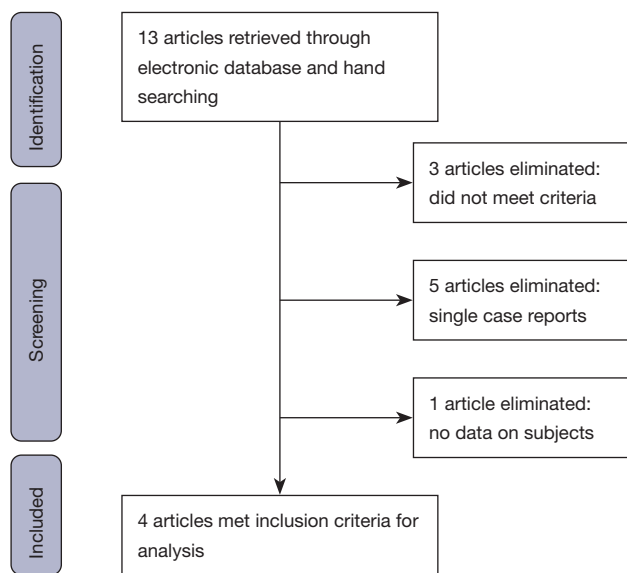 Identification
13 articles retrieved through
electronic database and hand
searching
Screening
3 articles eliminated:
did not meet criteria
5 articles eliminated:
single case reports
1 article eliminated:
no data on subjects
Included
4 articles met inclusion criteria for
analysis